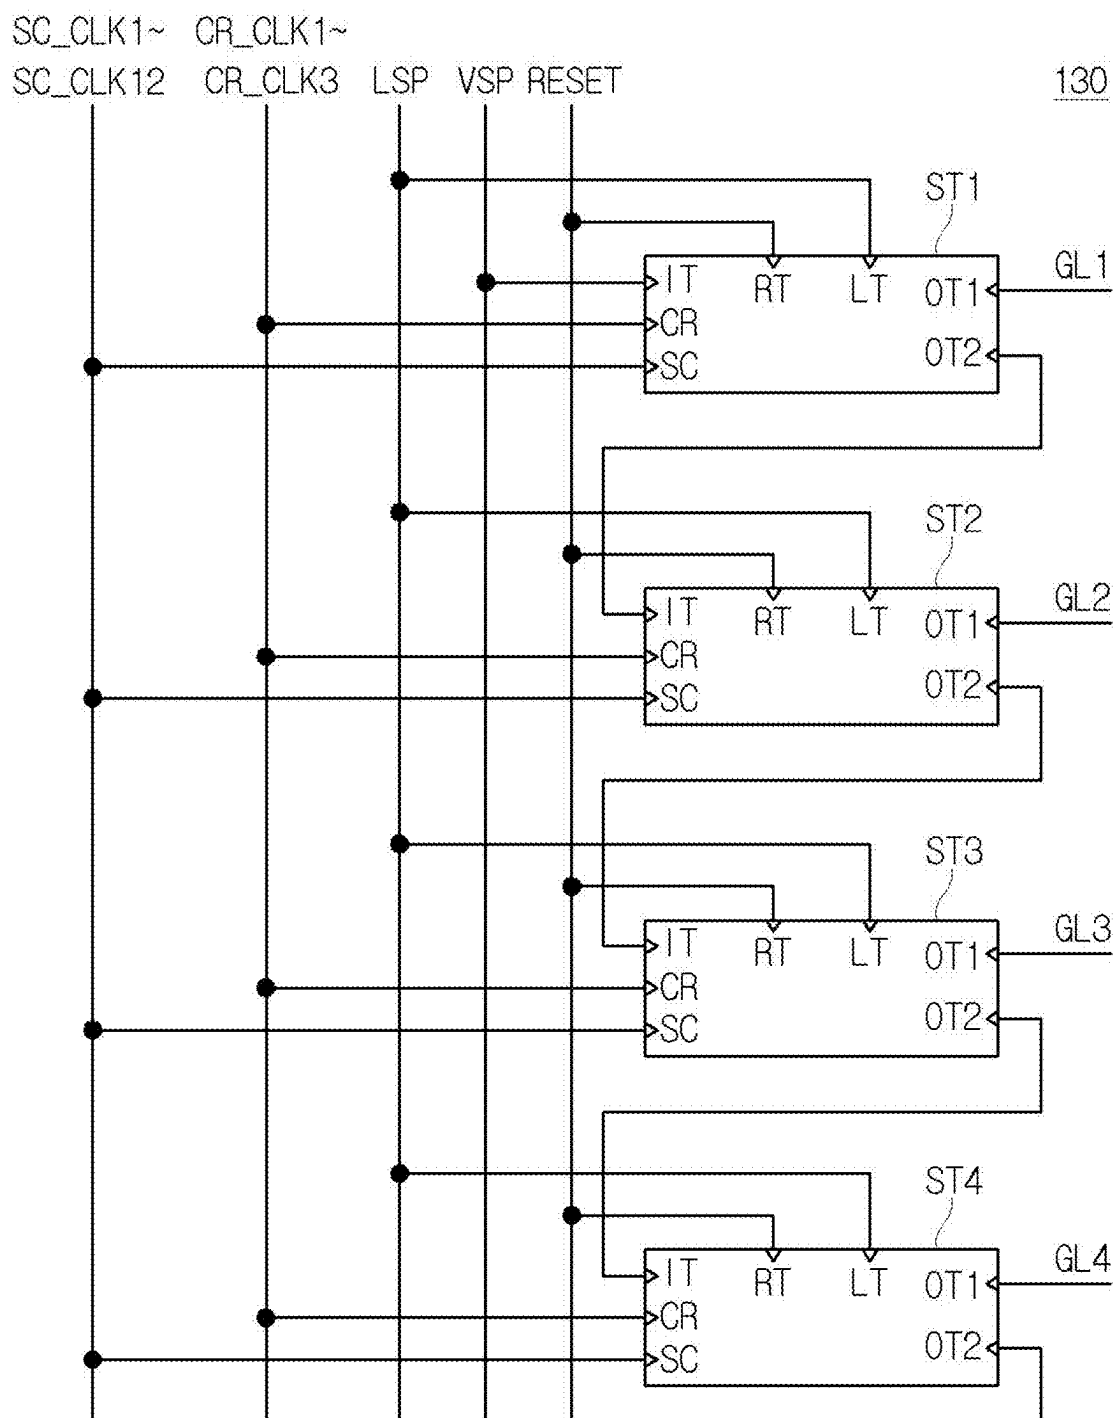 SC_CLK1~ CR_CLK1~
SC_CLK12 CR_CLK3 LSP VSP RESET 130
ST1
GL1
IT RT LT OT1
CR
OT2
SC
ST2
GL2
IT RT LT OT1
CR
OT2
SC
ST3
GL3
IT RT LT OT1
CR
OT2
SC
ST4
GL4
IT RT LT OT1
CR
OT2
SC